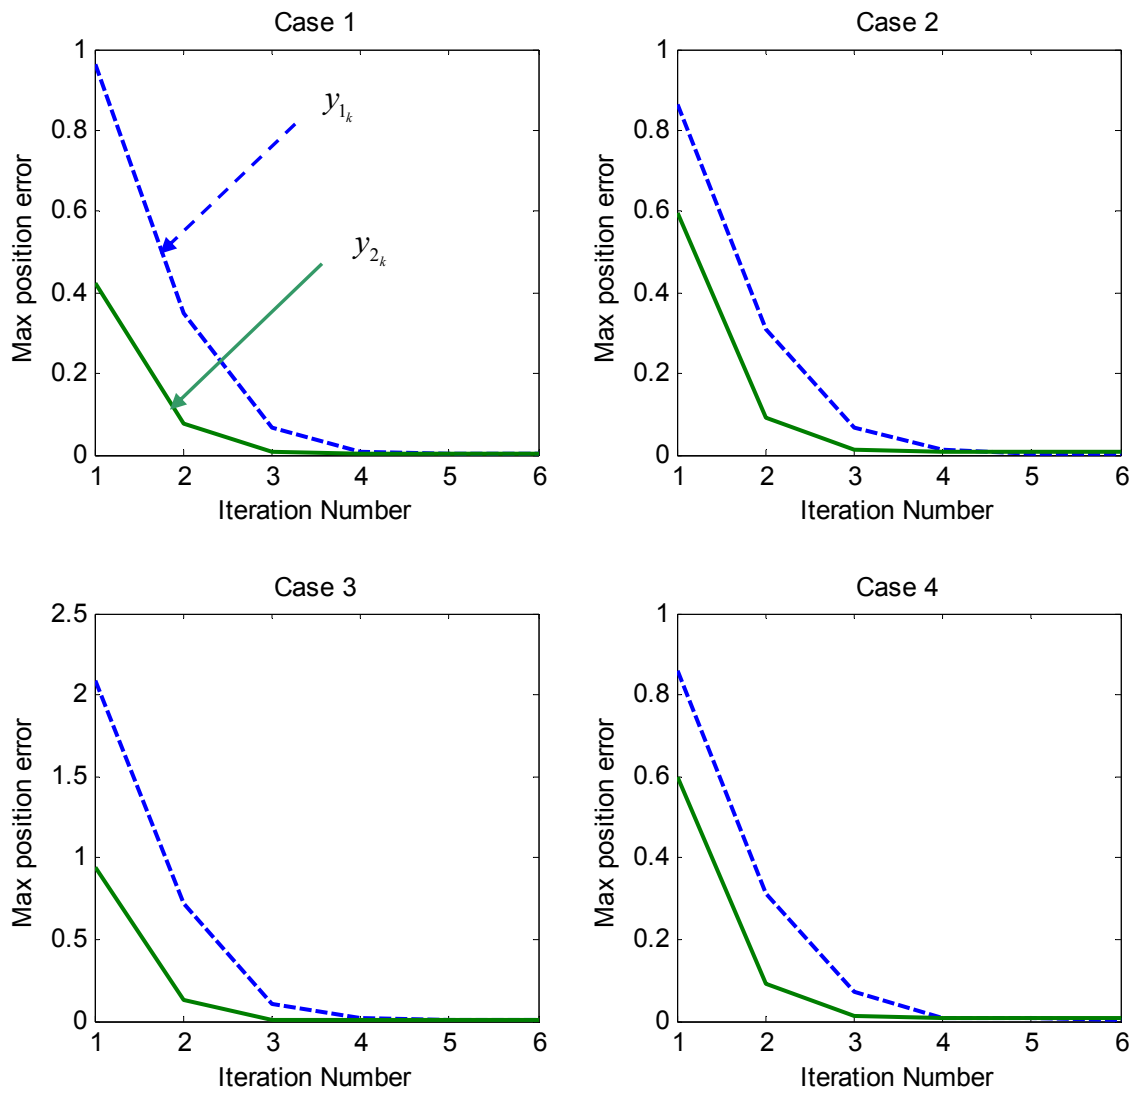 Case 1
Max position error
1
0.8
0.6
0.4
0.2
0
y_{1_k}
y_{2_k}
1 2 3 4 5 6
Iteration Number
Case 2
Max position error
1
0.8
0.6
0.4
0.2
0
1 2 3 4 5 6
Iteration Number
Case 3
Max position error
2.5
2
1.5
1
0.5
0
1 2 3 4 5 6
Iteration Number
Case 4
Max position error
1
0.8
0.6
0.4
0.2
0
1 2 3 4 5 6
Iteration Number